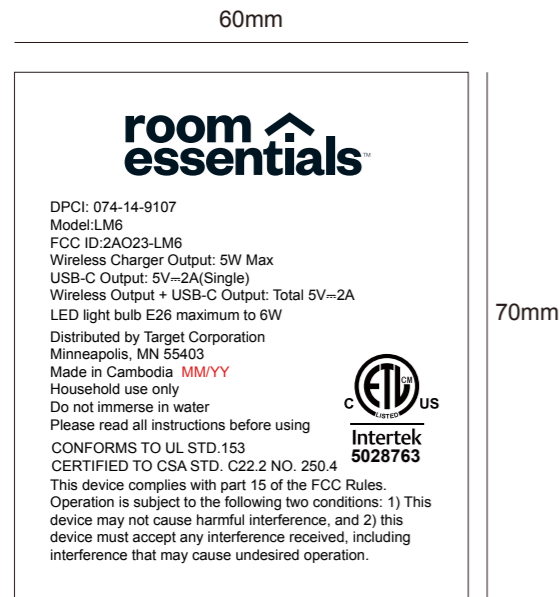 60mm
room
essentials™
DPCI: 074-14-9107
Model:LM6
FCC ID:2AO23-LM6
Wireless Charger Output: 5W Max
USB-C Output: 5V⎓2A(Single)
Wireless Output + USB-C Output: Total 5V⎓2A
LED light bulb E26 maximum to 6W
Distributed by Target Corporation
Minneapolis, MN 55403
Made in Cambodia MM/YY
Household use only
Do not immerse in water
Please read all instructions before using
CONFORMS TO UL STD.153
CERTIFIED TO CSA STD. C22.2 NO. 250.4
This device complies with part 15 of the FCC Rules.
Operation is subject to the following two conditions: 1) This
device may not cause harmful interference, and 2) this
device must accept any interference received, including
interference that may cause undesired operation.
ETL CM
C LISTED US
Intertek
5028763
70mm